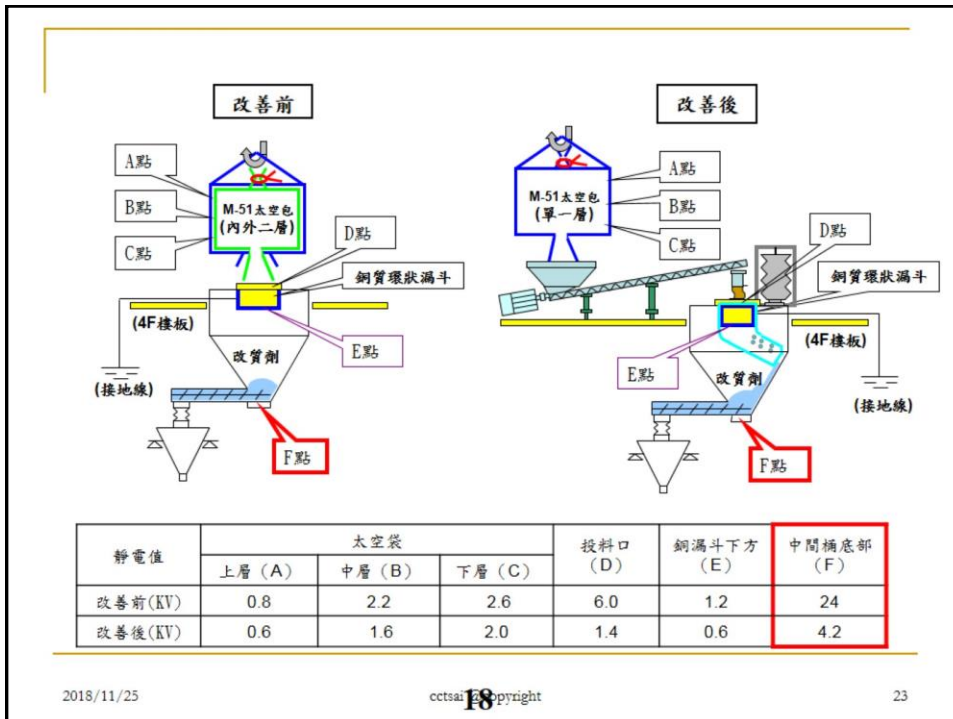 改善前
A點
B點
C點
M-51太空包
(內外二層)
D點
銅質環狀漏斗
(4F樓板)
E點
改質劑
(接地線)
F點
改善後
M-51太空包
(單一層)
A點
B點
C點
D點
銅質環狀漏斗
(4F樓板)
E點
改質劑
(接地線)
F點
靜電值 太空袋 投料口(D) 銅漏斗下方(E) 中間桶底部(F)
上層(A) 中層(B) 下層(C)
改善前(KV) 0.8 2.2 2.6 6.0 1.2 24
改善後(KV) 0.6 1.6 2.0 1.4 0.6 4.2
2018/11/25 cctsai @copyright 23
18